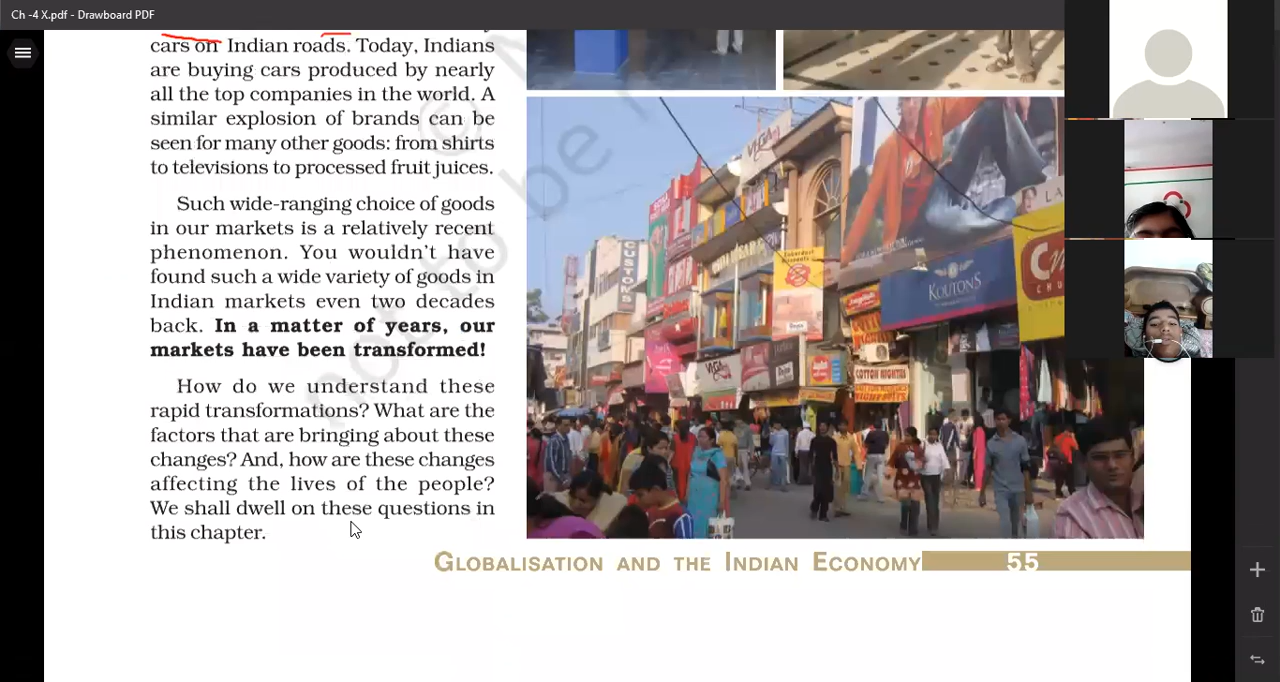 Ch -4 X.pdf - Drawboard PDF
cars on Indian roads. Today, Indians
are buying cars produced by nearly
all the top companies in the world. A
similar explosion of brands can be
seen for many other goods: from shirts
to televisions to processed fruit juices.
Such wide-ranging choice of goods
in our markets is a relatively recent
phenomenon. You wouldn't have
found such a wide variety of goods in
Indian markets even two decades
back. In a matter of years, our
markets have been transformed!
How do we understand these
rapid transformations? What are the
factors that are bringing about these
changes? And, how are these changes
affecting the lives of the people?
We shall dwell on these questions in
this chapter.
not to be
VEGA
CUSTOMS
KOUTONS
VEGA
COTTON NIGHTIES
GLOBALISATION AND THE INDIAN ECONOMY 55